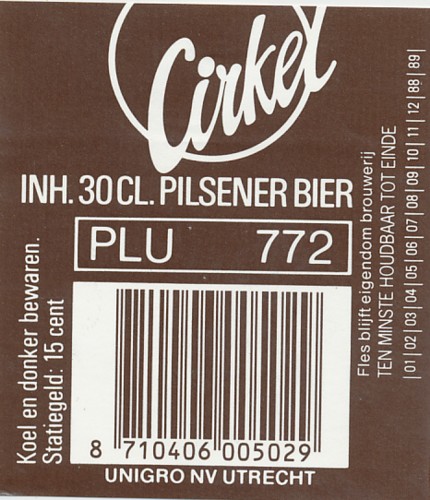 Cirkel
INH. 30 CL. PILSENER BIER
PLU 772
Koel en donker bewaren.
Statiegeld: 15 cent
8 710406 005029
UNIGRO NV UTRECHT
Fles blijft eigendom brouwerij
TEN MINSTE HOUDBAAR TOT EINDE
|01|02|03|04|05|06|07|08|09|10|11|12|88|89|